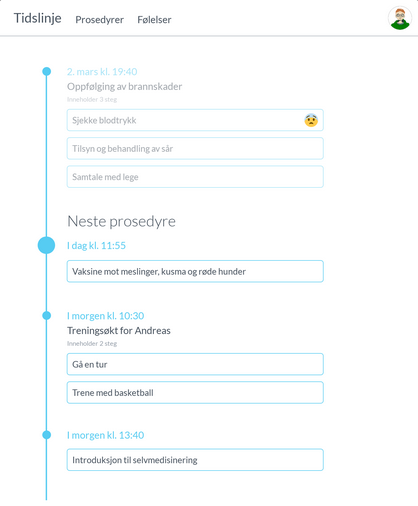 Tidslinje Prosedyrer Følelser
2. mars kl. 19:40
Oppfølging av brannskader
Inneholder 3 steg
Sjekke blodtrykk
Tilsyn og behandling av sår
Samtale med lege
Neste prosedyre
I dag kl. 11:55
Vaksine mot meslinger, kusma og røde hunder
I morgen kl. 10:30
Treningsøkt for Andreas
Inneholder 2 steg
Gå en tur
Trene med basketball
I morgen kl. 13:40
Introduksjon til selvmedisinering